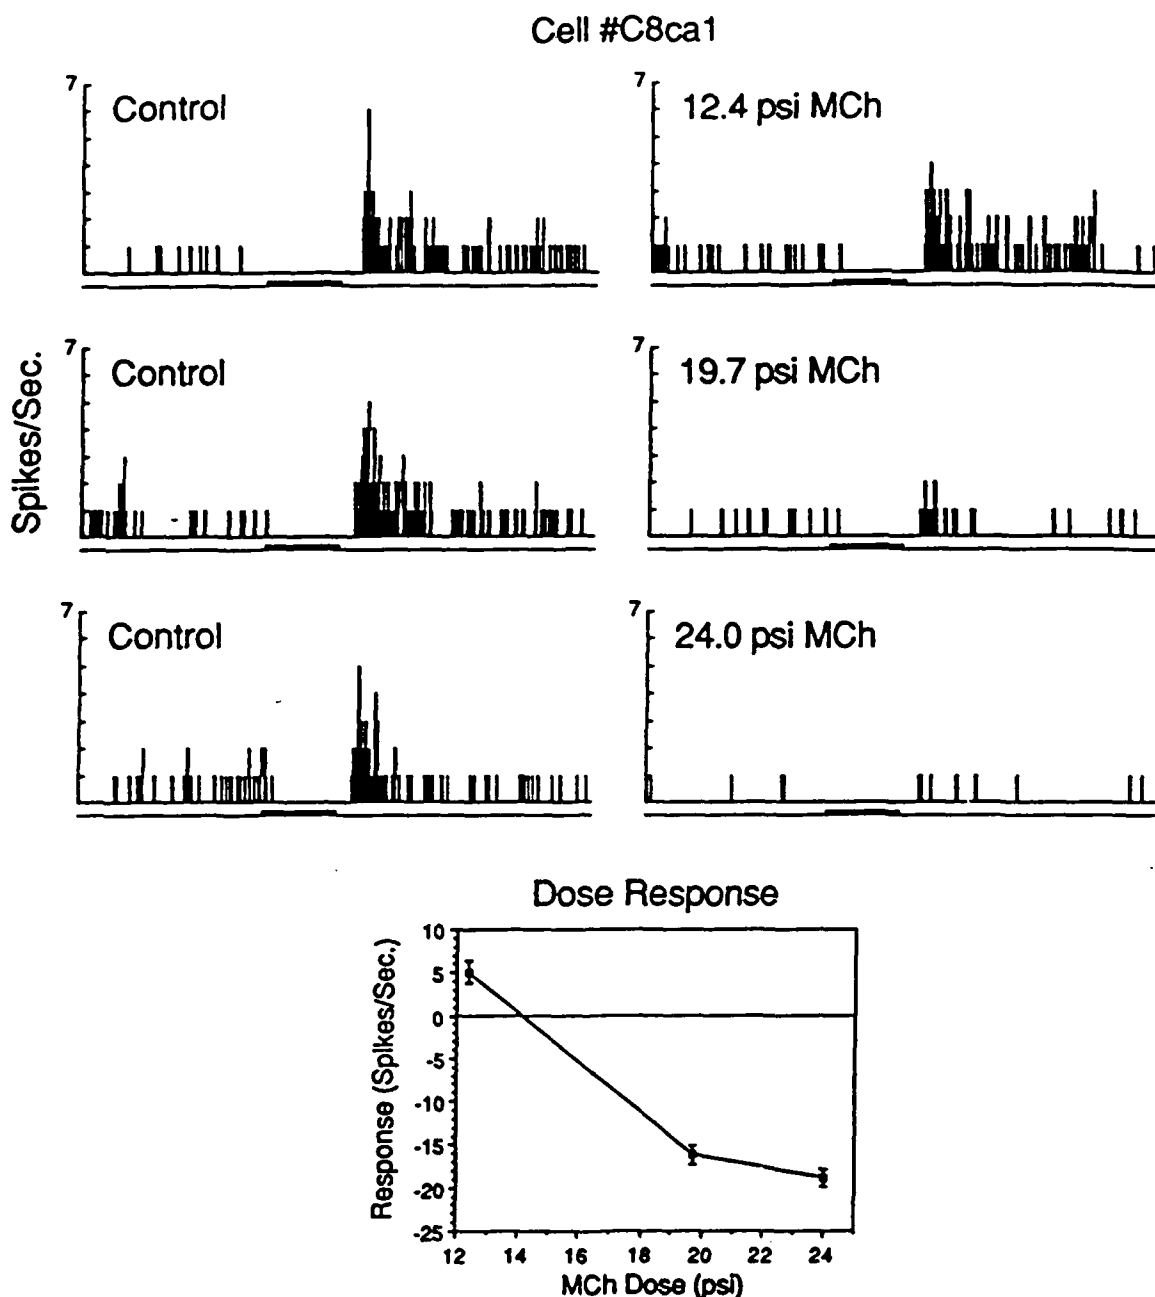 Cell #C8ca1
7
Control
7
12.4 psi MCh
Spikes/Sec.
7
Control
7
19.7 psi MCh
7
Control
7
24.0 psi MCh
Dose Response
Response (Spikes/Sec.)
10
5
0
-5
-10
-15
-20
-25
12 14 16 18 20 22 24
MCh Dose (psi)